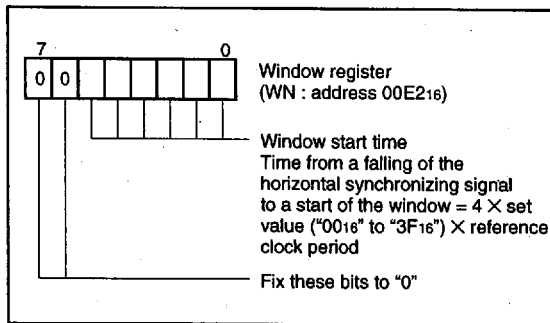 7 0
0 0
Window register
(WN : address 00E216)
Window start time
Time from a falling of the
horizontal synchronizing signal
to a start of the window = 4 × set
value ("0016" to "3F16") × reference
clock period
Fix these bits to "0"